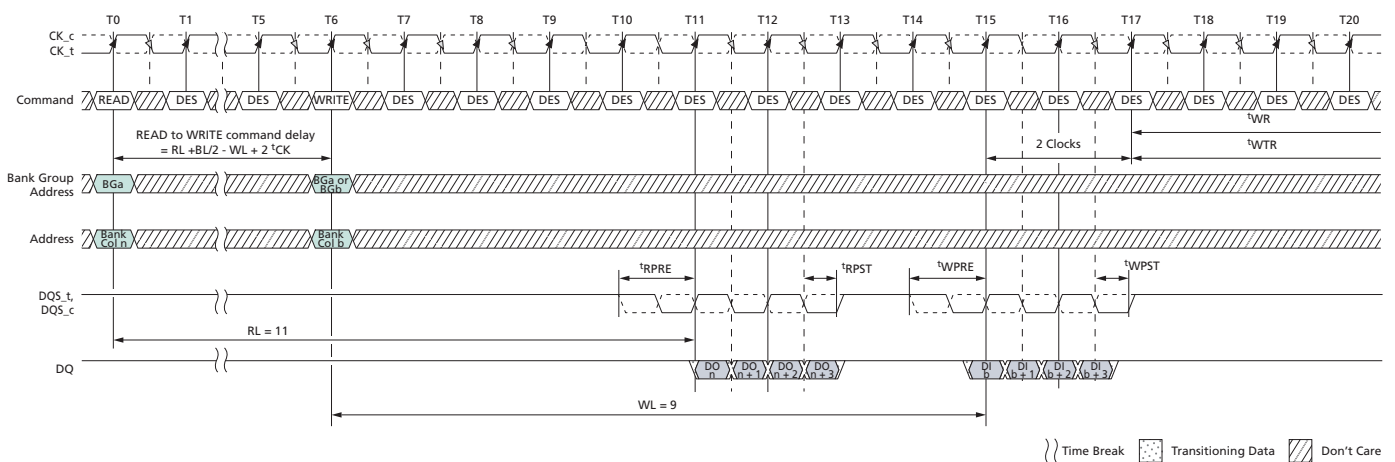 T0 T1 T5 T6 T7 T8 T9 T10 T11 T12 T13 T14 T15 T16 T17 T18 T19 T20
CK_c
CK_t
Command READ DES DES WRITE DES DES DES DES DES DES DES DES DES DES DES DES DES DES
tWR
READ to WRITE command delay
= RL +BL/2 - WL + 2 tCK
2 Clocks
tWTR
Bank Group
Address
BGa
BGa or
BGb
Address
Bank
Col n
Bank
Col b
tRPRE tRPST tWPRE tWPST
DQS_t,
DQS_c
RL = 11
DQ
DO
n
DO
n + 1
DO
n + 2
DO
n + 3
DI
b
DI
b + 1
DI
b + 2
DI
b + 3
WL = 9
Time Break Transitioning Data Don't Care